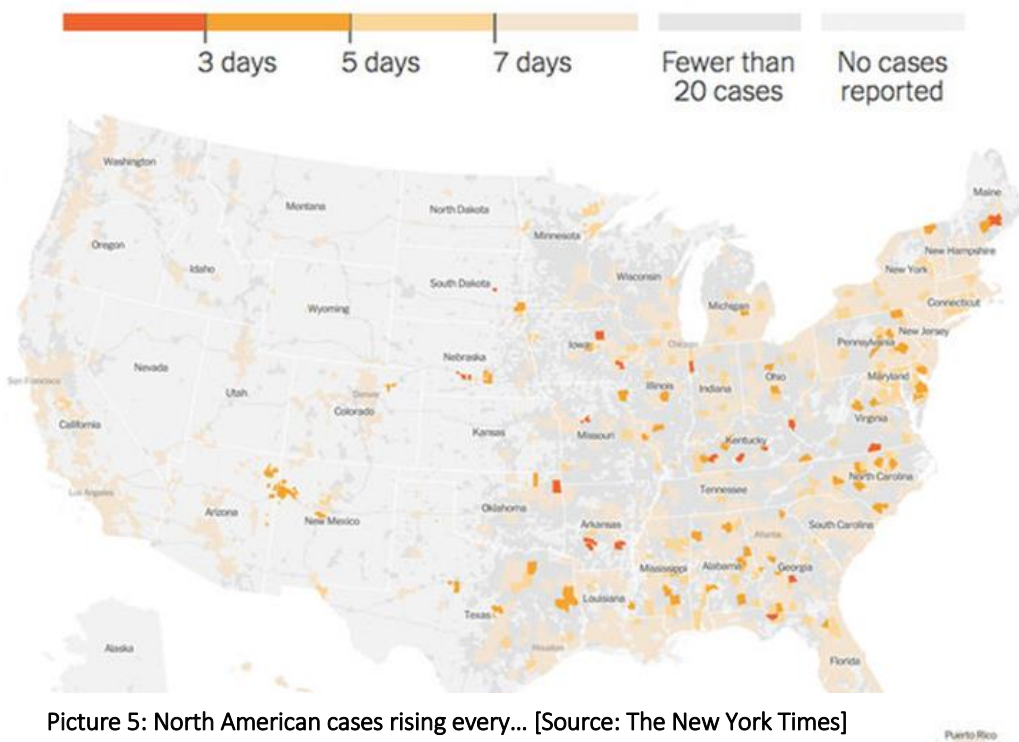 3 days 5 days 7 days Fewer than No cases
20 cases reported
Maine
Washington
Montana North Dakota
Minnesota
Oregon
New Hampshire
Idaho
New York
Wisconsin
South Dakota
Michigan
Connecticut
Wyoming
New Jersey
Iowa Chicago Pennsylvania
Nebraska
Nevada
Ohio Maryland
San Francisco
Illinois Indiana
Utah Denver
Colorado
Virginia
California
Kansas Missouri
Kentucky
North Carolina
Los Angeles
Tennessee
Oklahoma
Arizona New Mexico
Arkansas South Carolina
Atlanta
Mississippi Alabama Georgia
Louisiana
Texas
Alaska Houston
Florida
Picture 5: North American cases rising every... [Source: The New York Times]
Puerto Rico